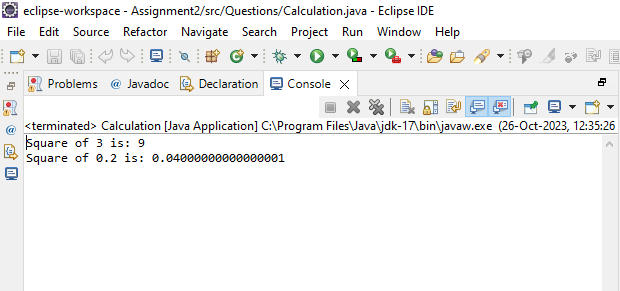 eclipse-workspace - Assignment2/src/Questions/Calculation.java - Eclipse IDE
File Edit Source Refactor Navigate Search Project Run Window Help
Problems @ Javadoc Declaration Console
<terminated> Calculation [Java Application] C:\Program Files\Java\jdk-17\bin\javaw.exe (26-Oct-2023, 12:35:26
Square of 3 is: 9
Square of 0.2 is: 0.04000000000000001